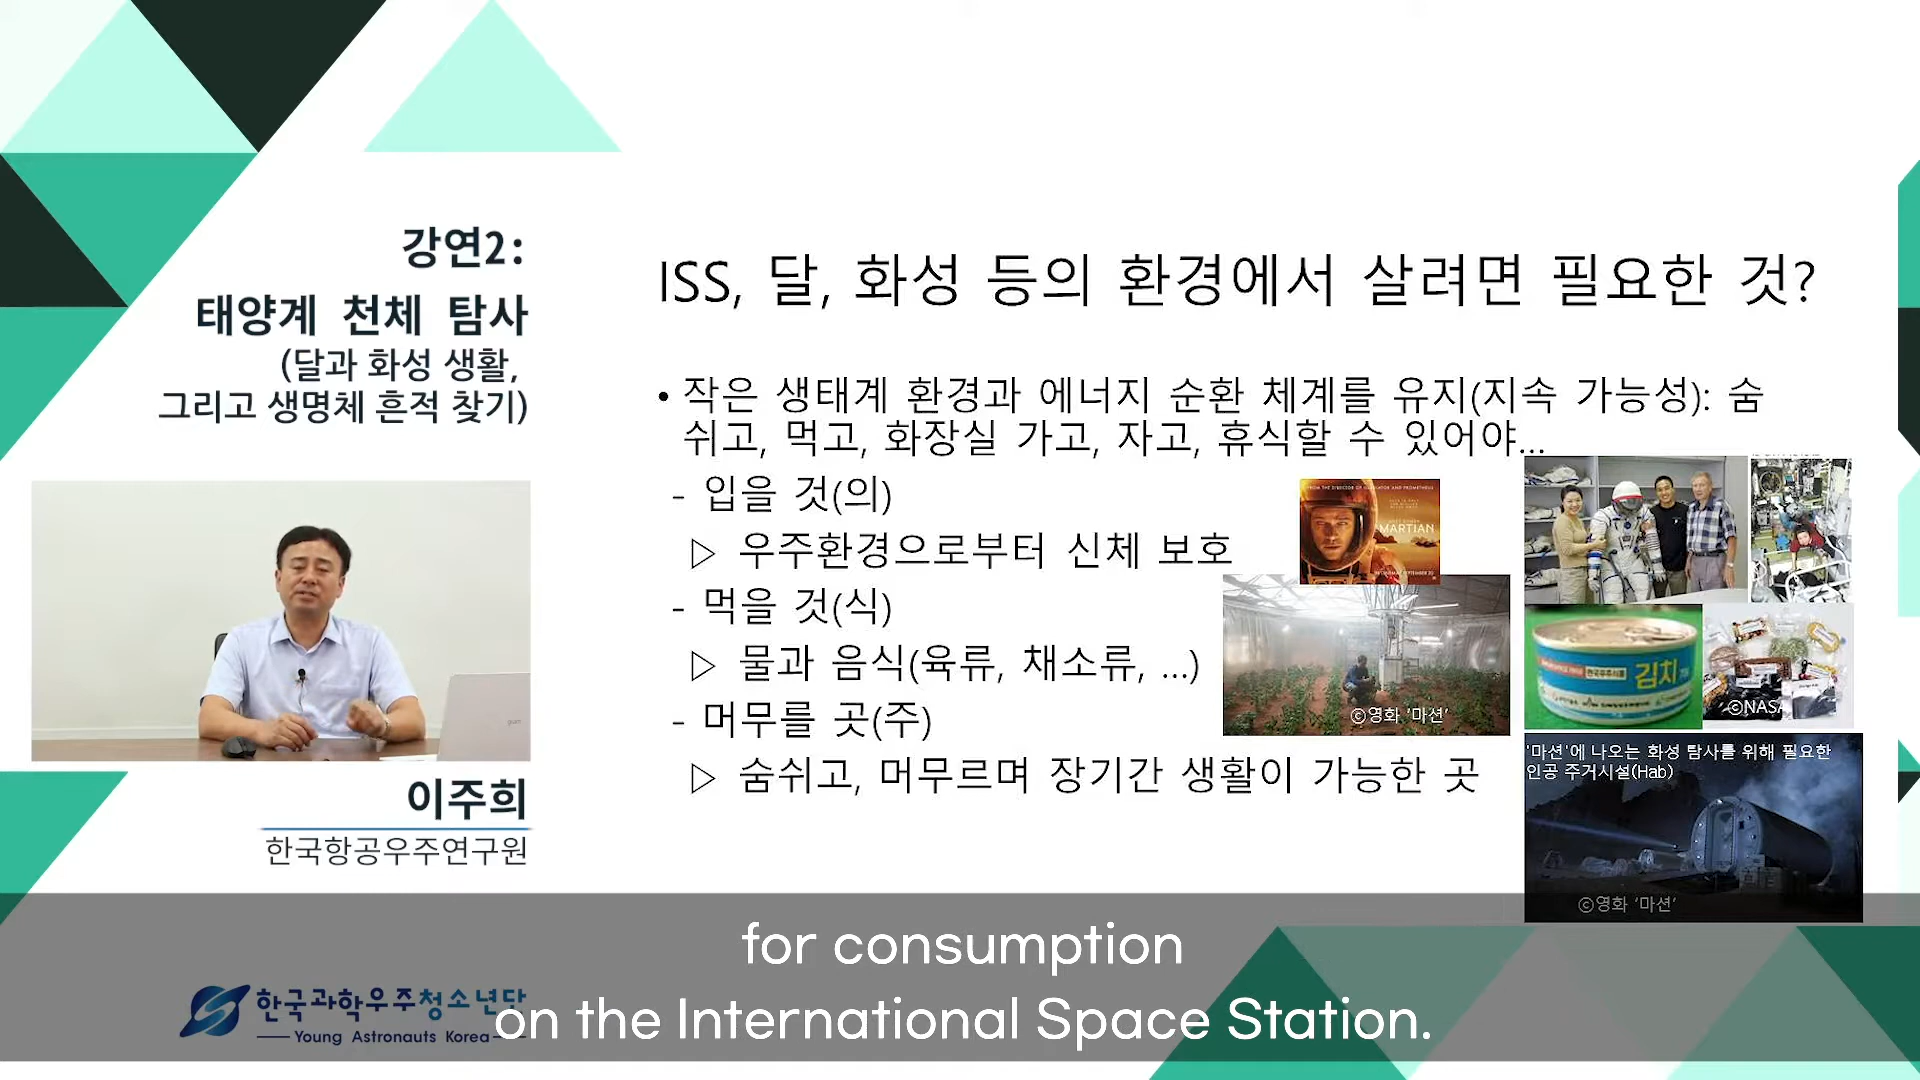 강연2:
태양계 천체 탐사
(달과 화성 생활,
그리고 생명체 흔적 찾기)
이주희
한국항공우주연구원
ISS, 달, 화성 등의 환경에서 살려면 필요한 것?
• 작은 생태계 환경과 에너지 순환 체계를 유지(지속 가능성): 숨
쉬고, 먹고, 화장실 가고, 자고, 휴식할 수 있어야...
- 입을 것(의)
▷ 우주환경으로부터 신체 보호
- 먹을 것(식)
▷ 물과 음식(육류, 채소류, ...)
- 머무를 곳(주)
▷ 숨쉬고, 머무르며 장기간 생활이 가능한 곳
MARTIAN
ⓒ영화 '마션'
김치
ⓒNASA
'마션'에 나오는 화성 탐사를 위해 필요한
인공 주거시설(Hab)
ⓒ영화 '마션'
for consumption
on the International Space Station.
한국과학우주청소년단
Young Astronauts Korea